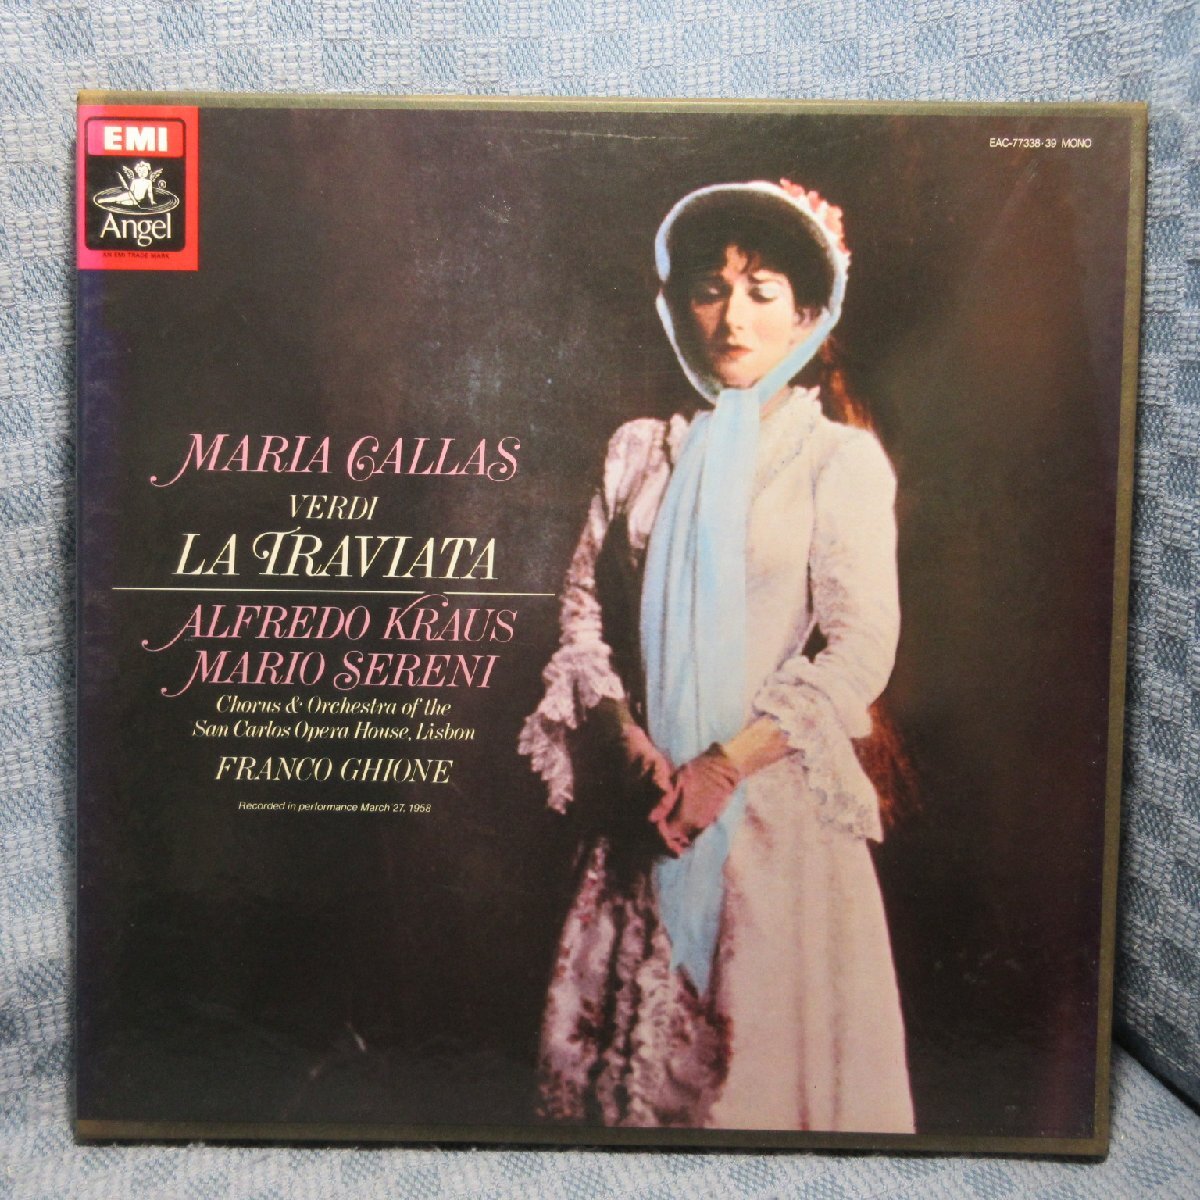 EMI
Angel
AN EMI TRADE MARK
EAC-77338·39 MONO
MARIA CALLAS
VERDI
LA TRAVIATA
ALFREDO KRAUS
MARIO SERENI
Chorus & Orchestra of the
San Carlos Opera House, Lisbon
FRANCO GHIONE
Recorded in performance March 27, 1958